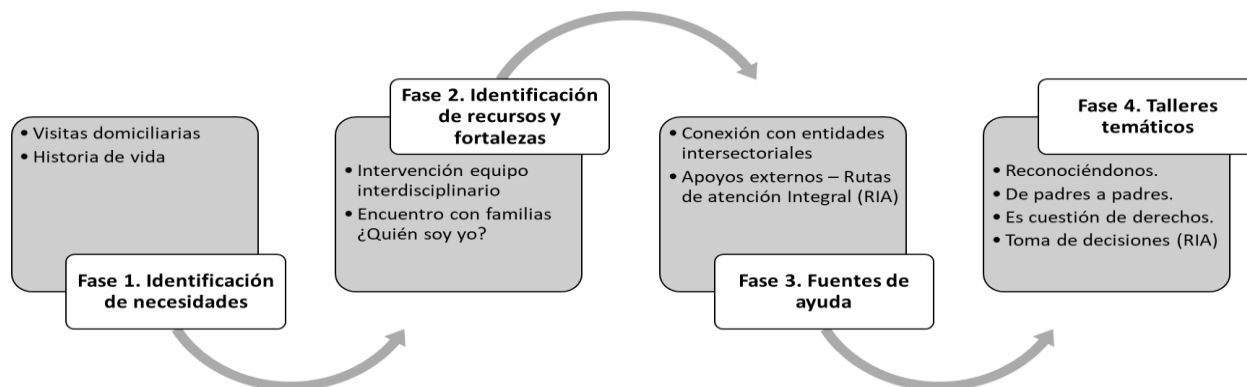 • Visitas domiciliarias
• Historia de vida
Fase 1. Identificación
de necesidades
Fase 2. Identificación
de recursos y
fortalezas
• Intervención equipo
interdisciplinario
• Encuentro con familias
¿Quién soy yo?
• Conexión con entidades
intersectoriales
• Apoyos externos – Rutas
de atención Integral (RIA)
Fase 3. Fuentes de
ayuda
Fase 4. Talleres
temáticos
• Reconociéndonos.
• De padres a padres.
• Es cuestión de derechos.
• Toma de decisiones (RIA)